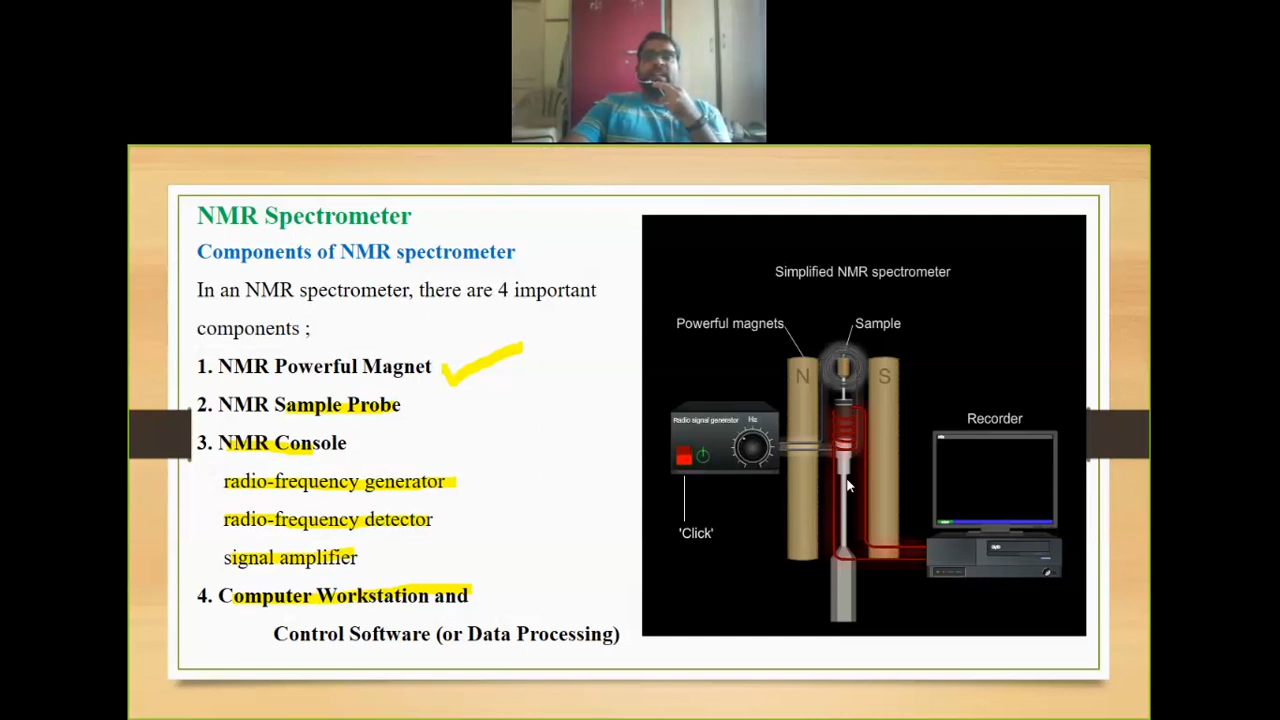 NMR Spectrometer
Components of NMR spectrometer
In an NMR spectrometer, there are 4 important
components ;
1. NMR Powerful Magnet
2. NMR Sample Probe
3. NMR Console
radio-frequency generator
radio-frequency detector
signal amplifier
4. Computer Workstation and
Control Software (or Data Processing)
Simplified NMR spectrometer
Powerful magnets
Sample
N
S
Radio signal generator
Hz
Recorder
'Click'